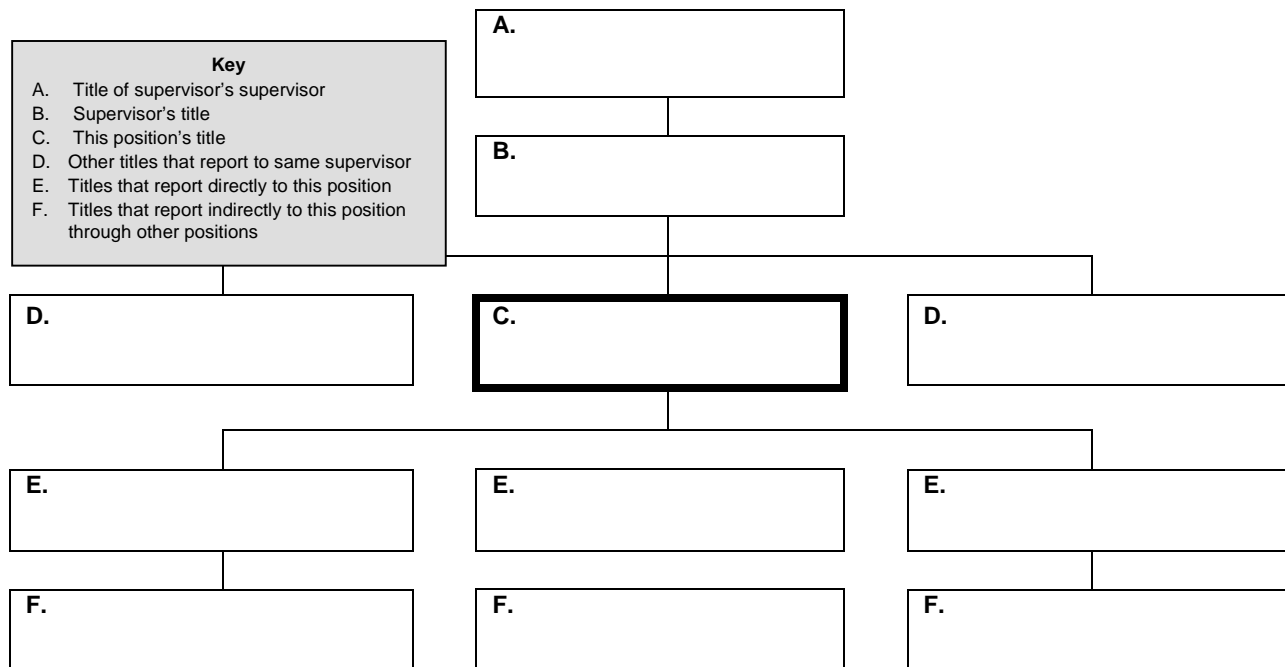 A.
Key
A. Title of supervisor's supervisor
B. Supervisor's title
C. This position's title
D. Other titles that report to same supervisor
E. Titles that report directly to this position
F. Titles that report indirectly to this position
through other positions
B.
D.
C.
D.
E.
E.
E.
F.
F.
F.